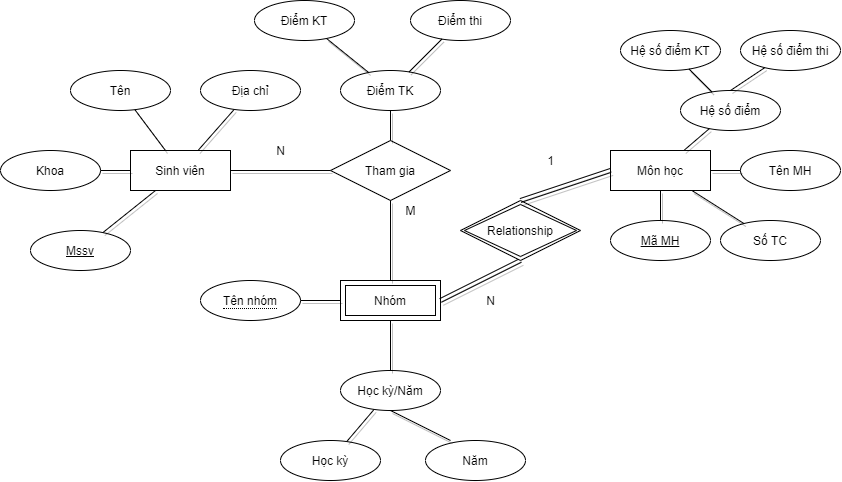 Điểm KT
Điểm thi
Hệ số điểm KT
Hệ số điểm thi
Tên
Địa chỉ
Điểm TK
Hệ số điểm
N
1
Khoa
Sinh viên
Tham gia
Môn học
Tên MH
M
Relationship
Mssv
Mã MH
Số TC
Tên nhóm
Nhóm
N
Học kỳ/Năm
Học kỳ
Năm